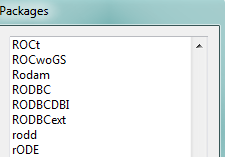 Packages
ROCt
ROCwoGS
Rodam
RODBC
RODBCDBI
RODBCext
rodd
rODE